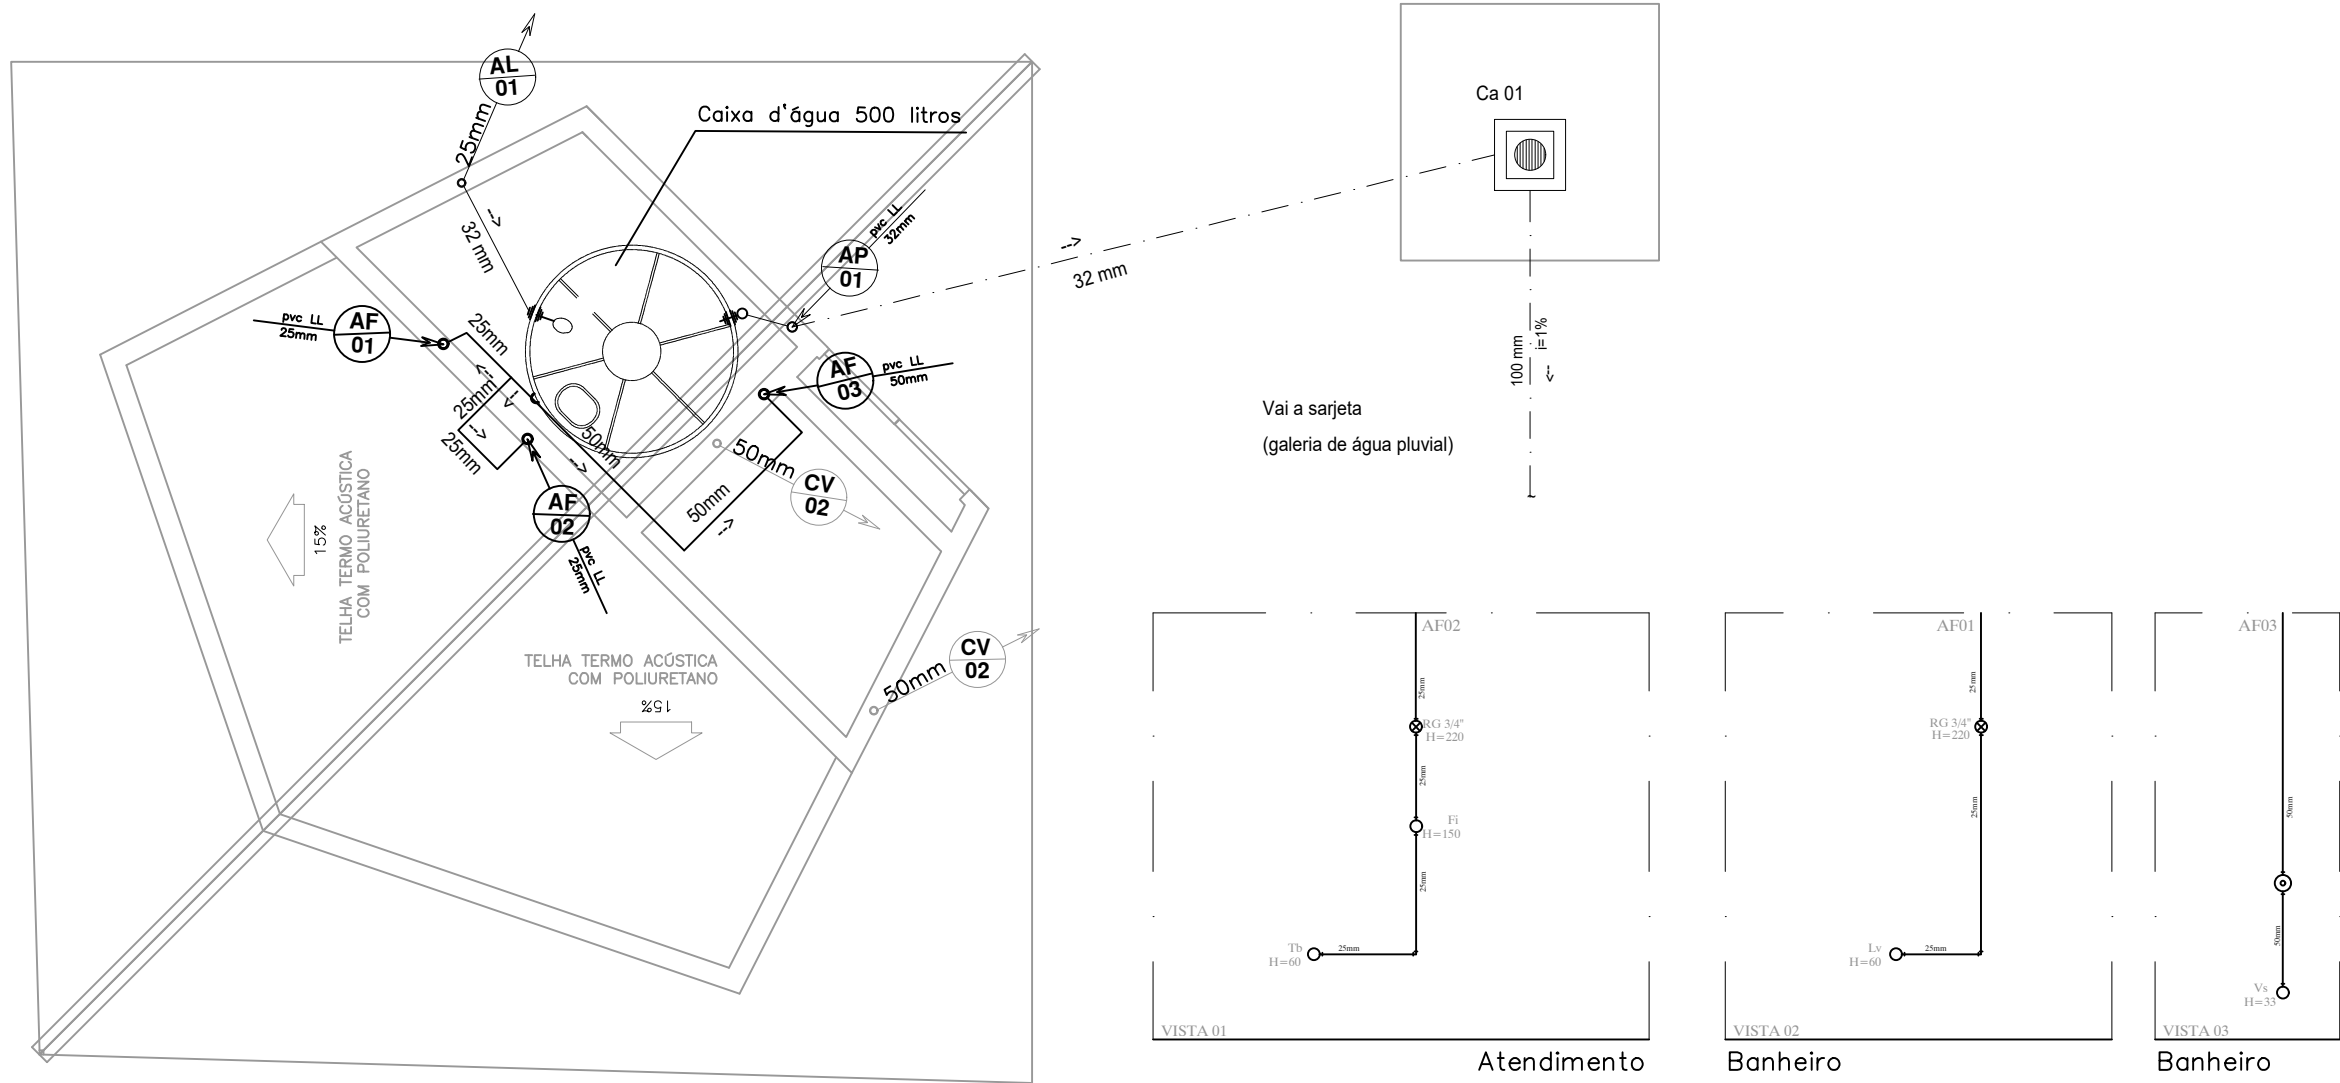 AL
01
25mm
Caixa d'água 500 litros
Ca 01
32 mm
pvc LL
32mm
AP
01
32 mm
pvc LL
25mm
AF
01
25mm
25mm
25mm
50mm
AF
03
pvc LL
50mm
100 mm
i=1%
Vai a sarjeta
(galeria de água pluvial)
50mm
CV
02
50mm
AF
02
pvc LL
25mm
15%
TELHA TERMO ACÚSTICA
COM POLIURETANO
TELHA TERMO ACÚSTICA
COM POLIURETANO
15%
50mm
CV
02
AF02
25mm
RG 3/4"
H=220
25mm
Fi
H=150
25mm
Tb
H=60
25mm
VISTA 01
Atendimento
AF01
25mm
RG 3/4"
H=220
25mm
Lv
H=60
25mm
VISTA 02
Banheiro
AF03
50mm
50mm
Vs
H=33
VISTA 03
Banheiro